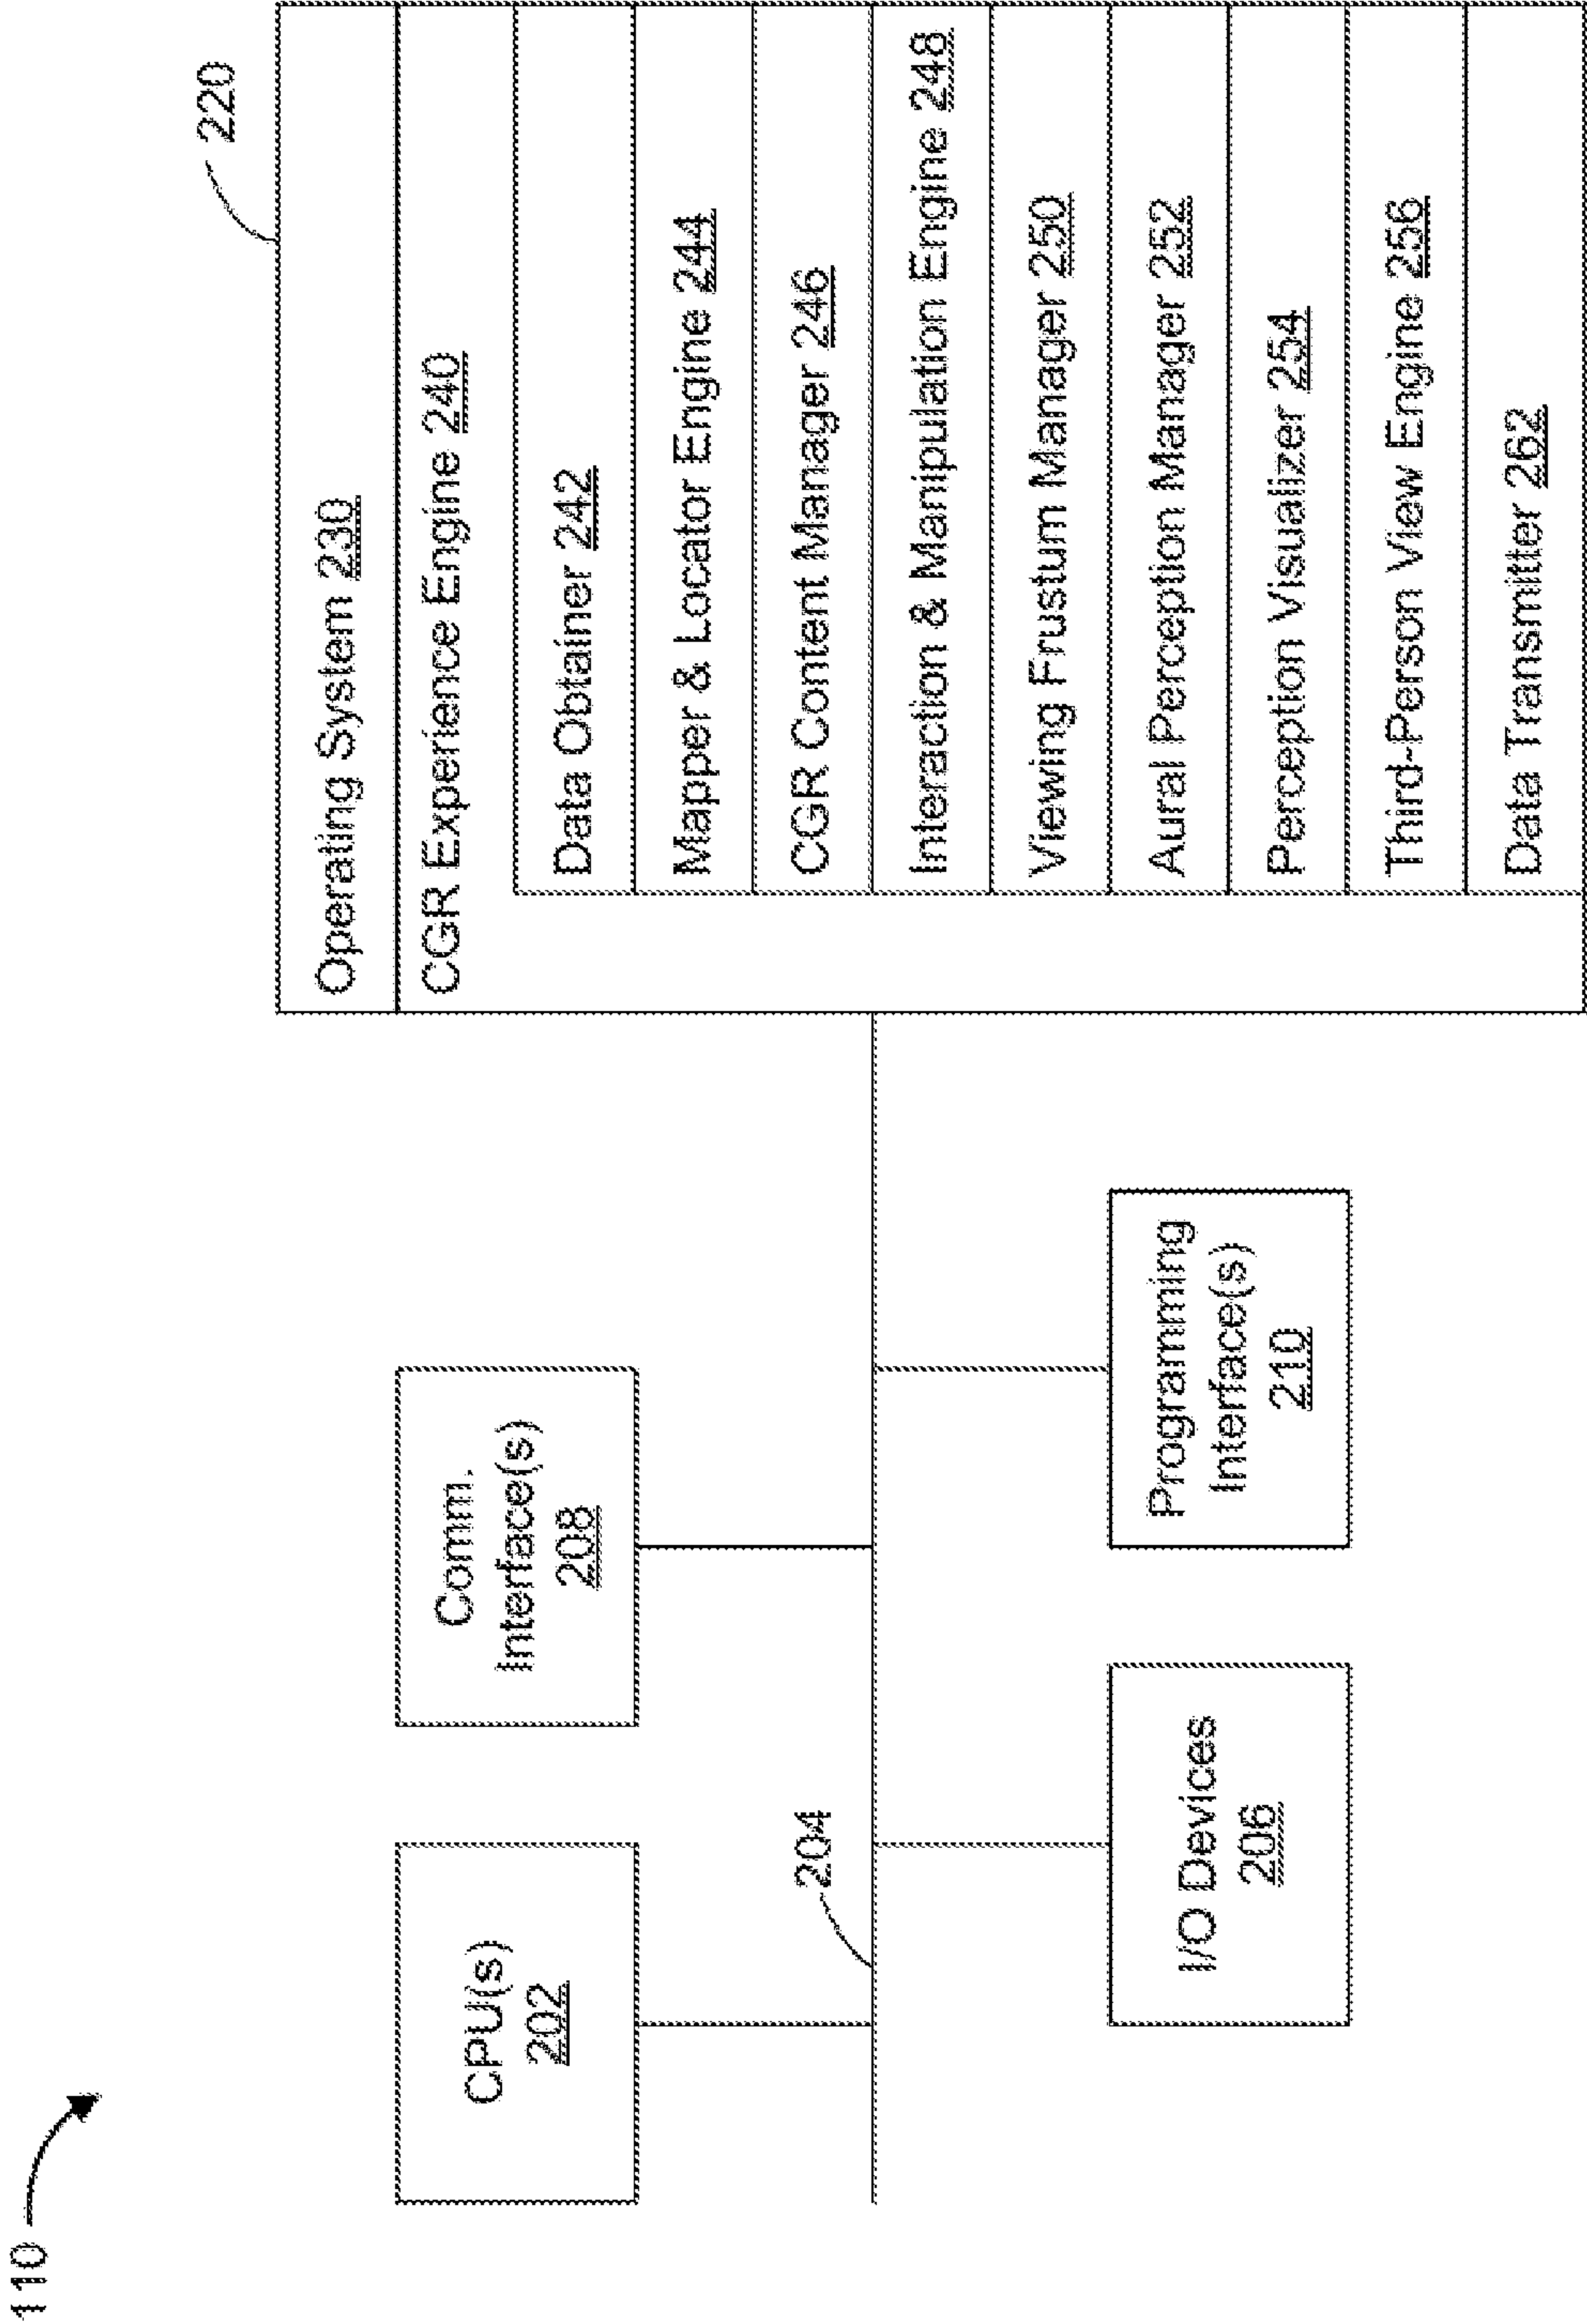 110
220
CPU(s)
202
Comm.
Interface(s)
208
204
I/O Devices
206
Programming
Interface(s)
210
Operating System 230
CGR Experience Engine 240
Data Obtainer 242
Mapper & Locator Engine 244
CGR Content Manager 246
Interaction & Manipulation Engine 248
Viewing Frustum Manager 250
Aural Perception Manager 252
Perception Visualizer 254
Third-Person View Engine 256
Data Transmitter 262